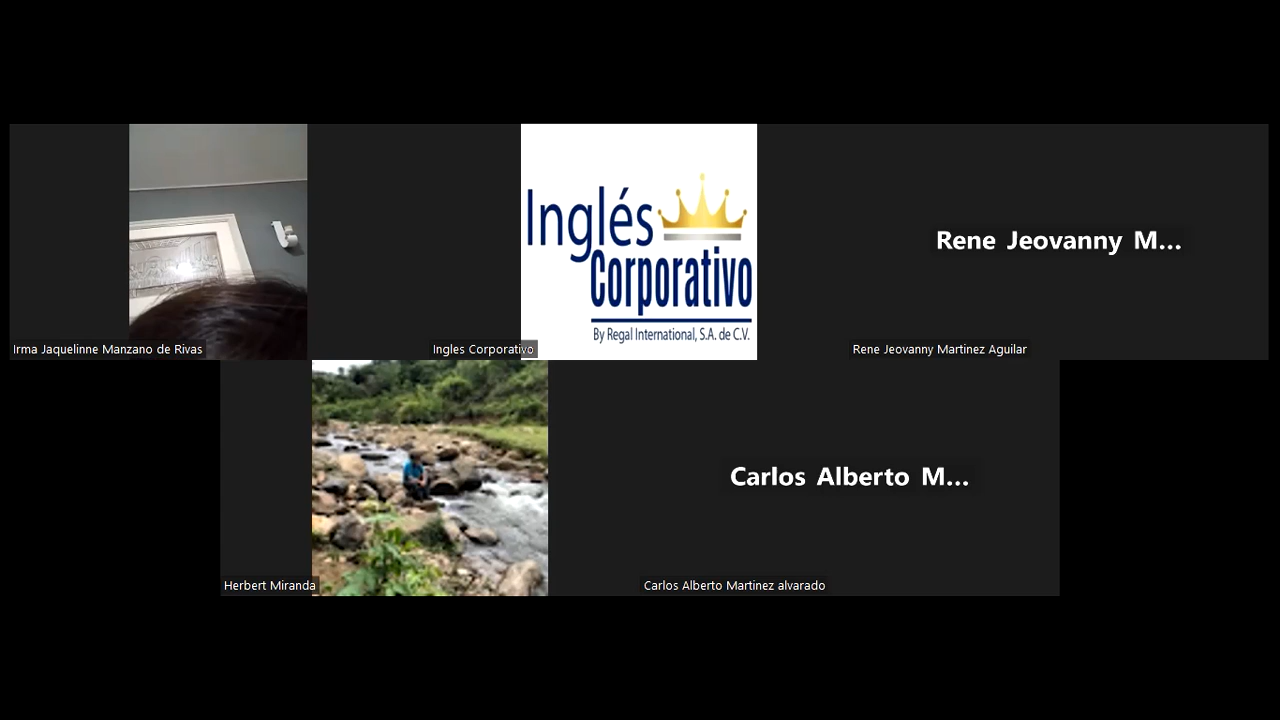 Inglés
Corporativo
By Regal International, S.A. de C.V.
Rene Jeovanny M...
Irma Jaquelinne Manzano de Rivas
Ingles Corporativo
Rene Jeovanny Martinez Aguilar
Carlos Alberto M...
Herbert Miranda
Carlos Alberto Martinez alvarado